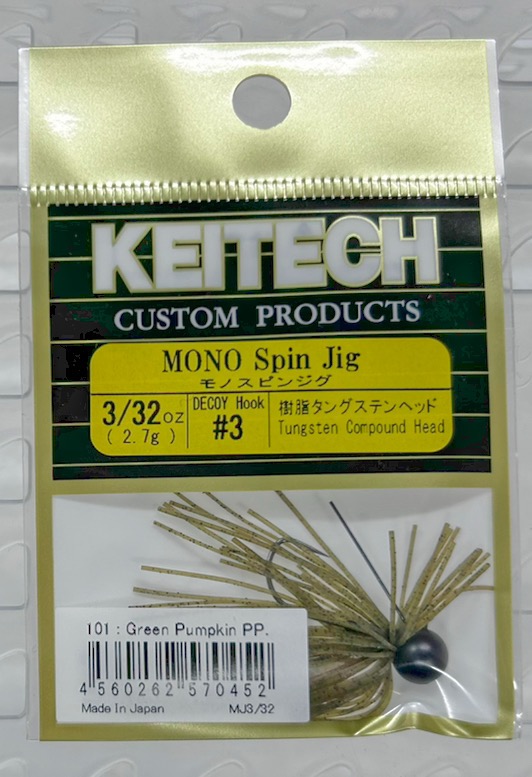 KEITECH
CUSTOM PRODUCTS
MONO Spin Jig
モノスピンジグ
3/32oz
(2.7g)
DECOY Hook
#3
樹脂タングステンヘッド
Tungsten Compound Head
101 : Green Pumpkin PP.
4 560262 570452
Made In Japan MJ3/32